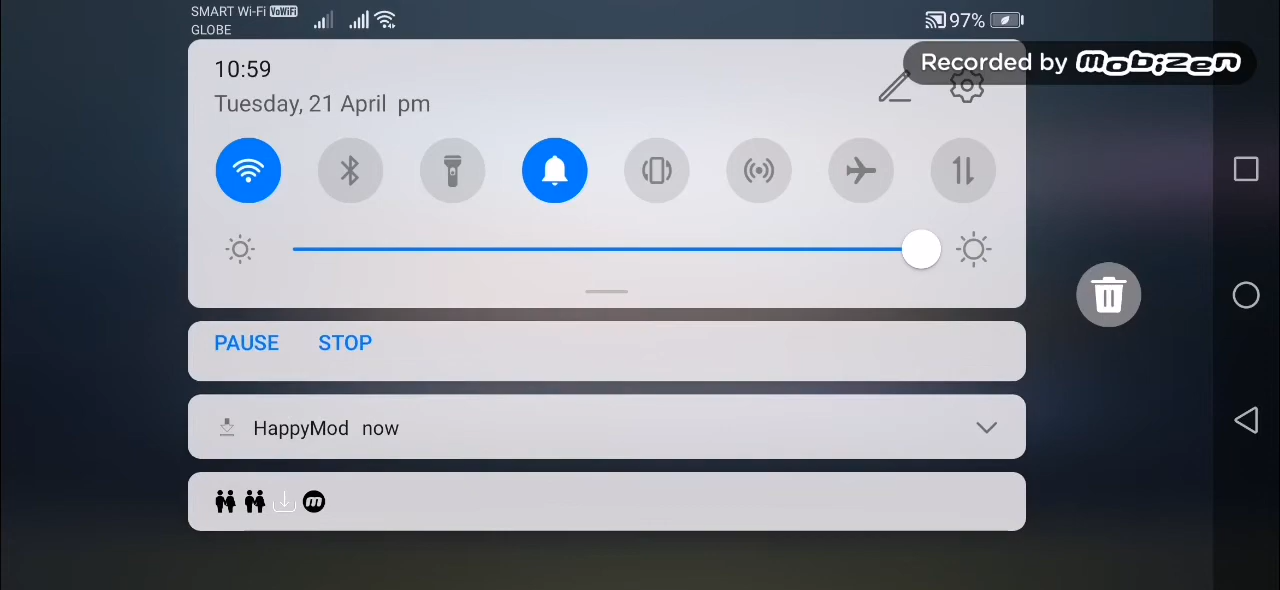 SMART Wi-Fi VoWiFi
GLOBE
97%
Recorded by mobizen
10:59
Tuesday, 21 April pm
PAUSE STOP
HappyMod now
m